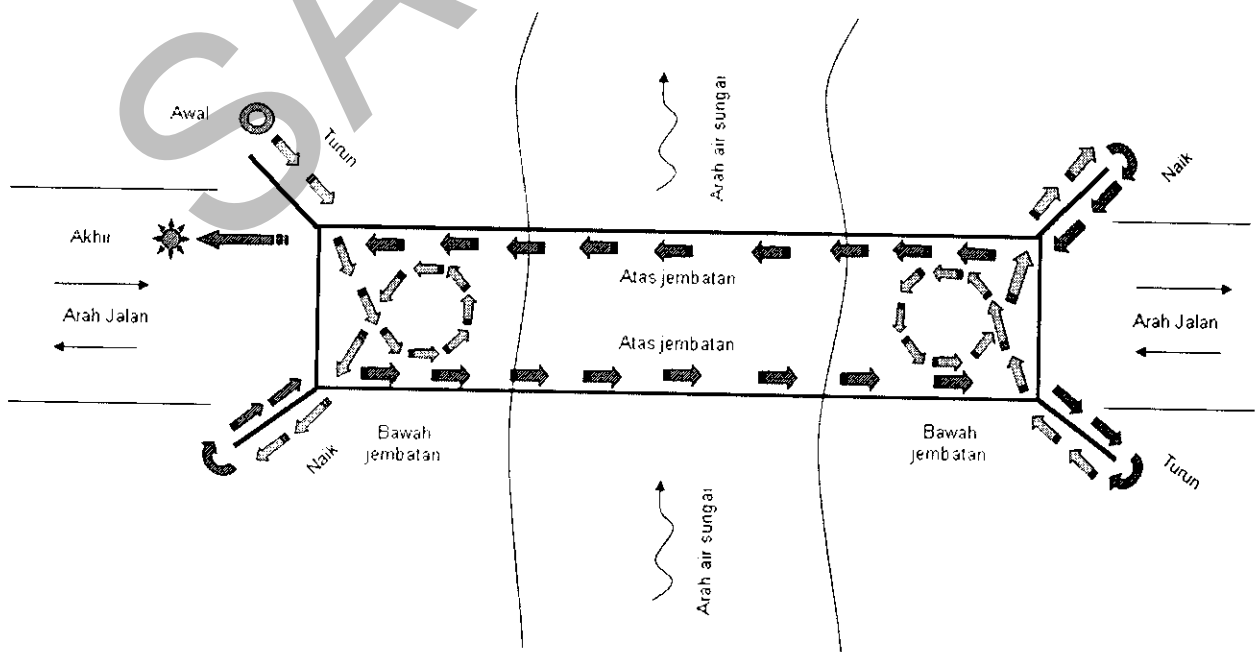 SA
Awal
Turun
Arah air sungai
Naik
Akhir
Atas jembatan
Arah Jalan
Arah Jalan
Atas jembatan
Bawah
jembatan
Bawah
jembatan
Naik
Turun
Arah air sungai